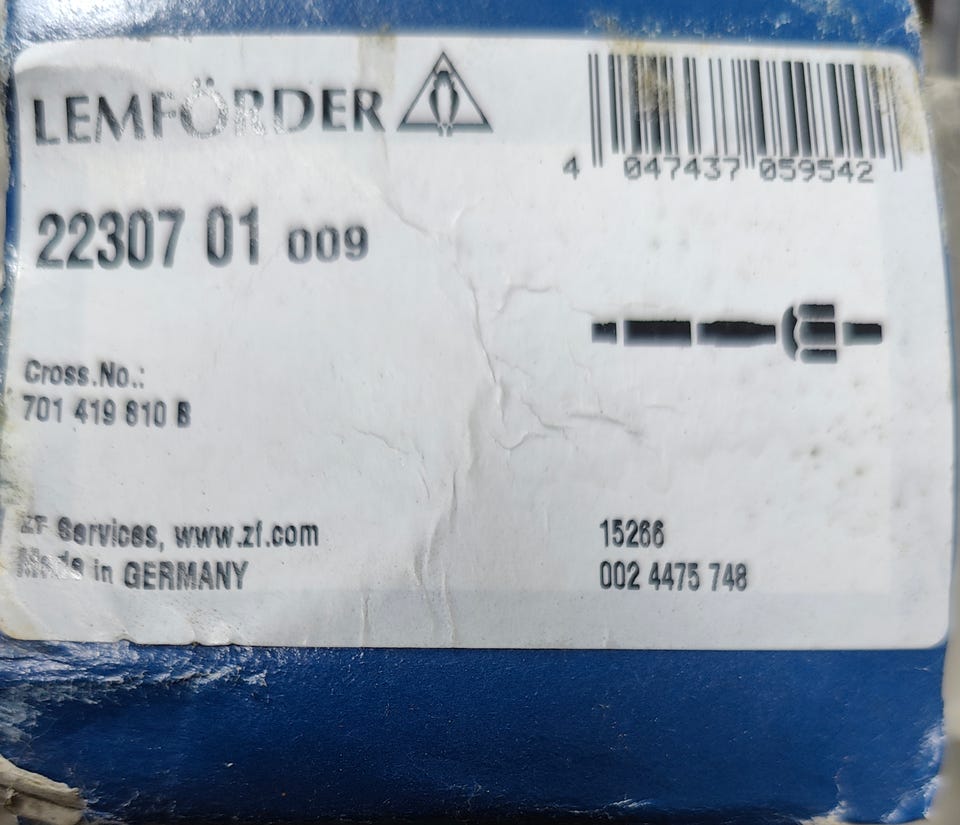 LEMFÖRDER
4 047437 059542
22307 01 009
Cross.No.:
701 419 810 B
ZF Services, www.zf.com
Made in GERMANY
15266
002 4475 748